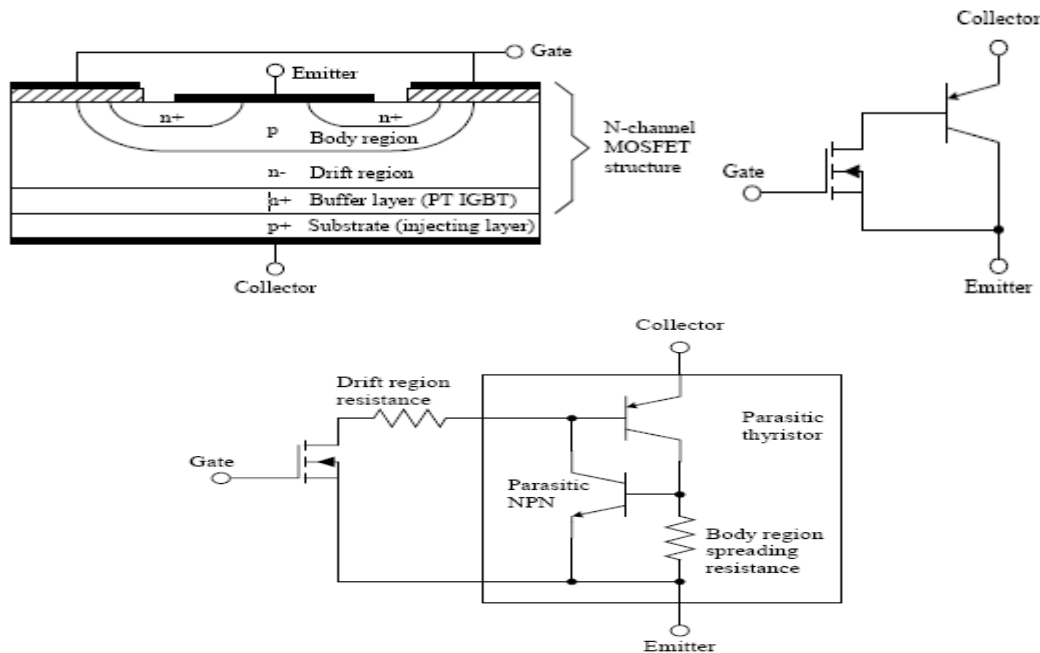 Gate
Emitter
n+
n+
p
Body region
n-
Drift region
n+
Buffer layer (PT IGBT)
p+
Substrate (injecting layer)
Collector
N-channel
MOSFET
structure
Collector
Gate
Emitter
Collector
Drift region
resistance
Parasitic
thyristor
Gate
Parasitic
NPN
Body region
spreading
resistance
Emitter